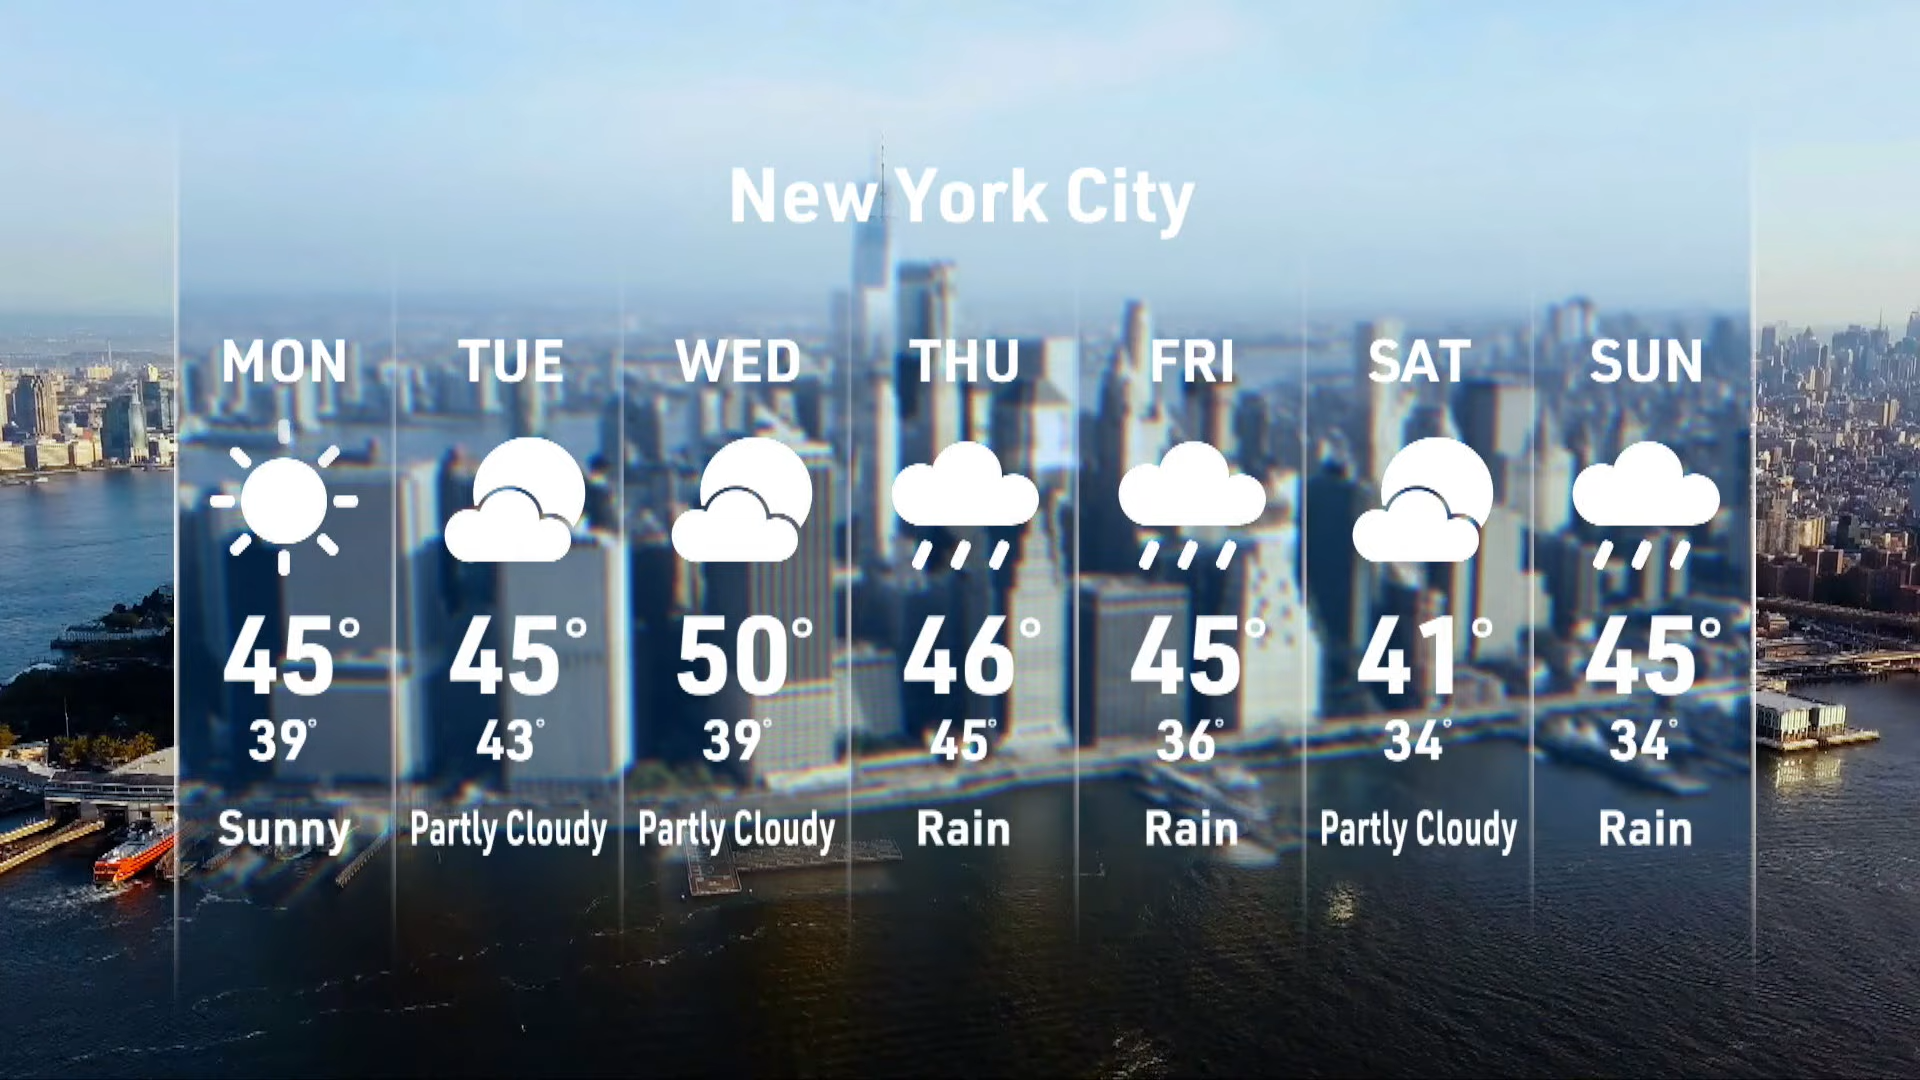 New York City
MON TUE WED THU FRI SAT SUN
45° 45° 50° 46° 45° 41° 45°
39° 43° 39° 45° 36° 34° 34°
Sunny Partly Cloudy Partly Cloudy Rain Rain Partly Cloudy Rain